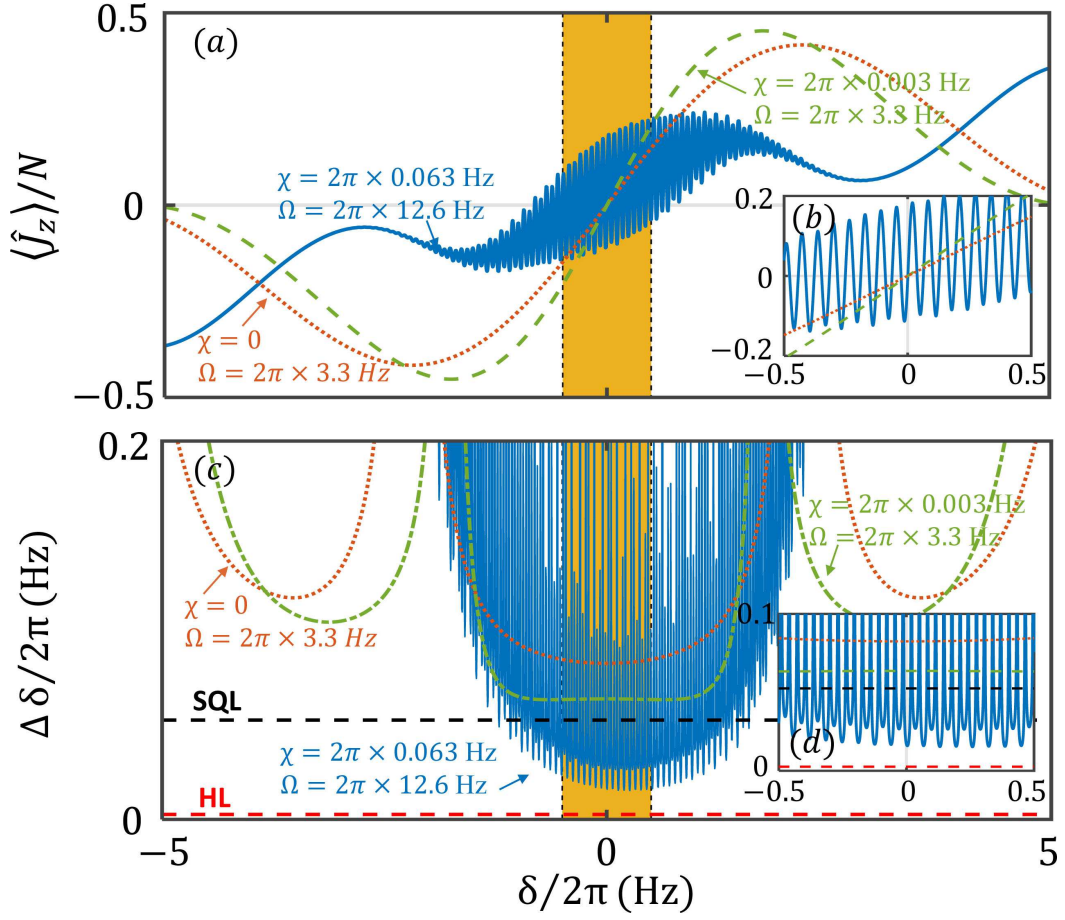 0.5
(a)
χ = 2π × 0.003 Hz
Ω = 2π × 3.3 Hz
χ = 2π × 0.063 Hz
Ω = 2π × 12.6 Hz
⟨Ĵ_z⟩/N
0
χ = 0
Ω = 2π × 3.3 Hz
−0.5
0.2
(b)
0
−0.2
−0.5
0
0.5
0.2
(c)
χ = 2π × 0.003 Hz
Ω = 2π × 3.3 Hz
χ = 0
Ω = 2π × 3.3 Hz
Δ δ/2π (Hz)
SQL
χ = 2π × 0.063 Hz
Ω = 2π × 12.6 Hz
HL
0
0.1
(d)
0
−0.5
0
0.5
−5
0
5
δ/2π (Hz)